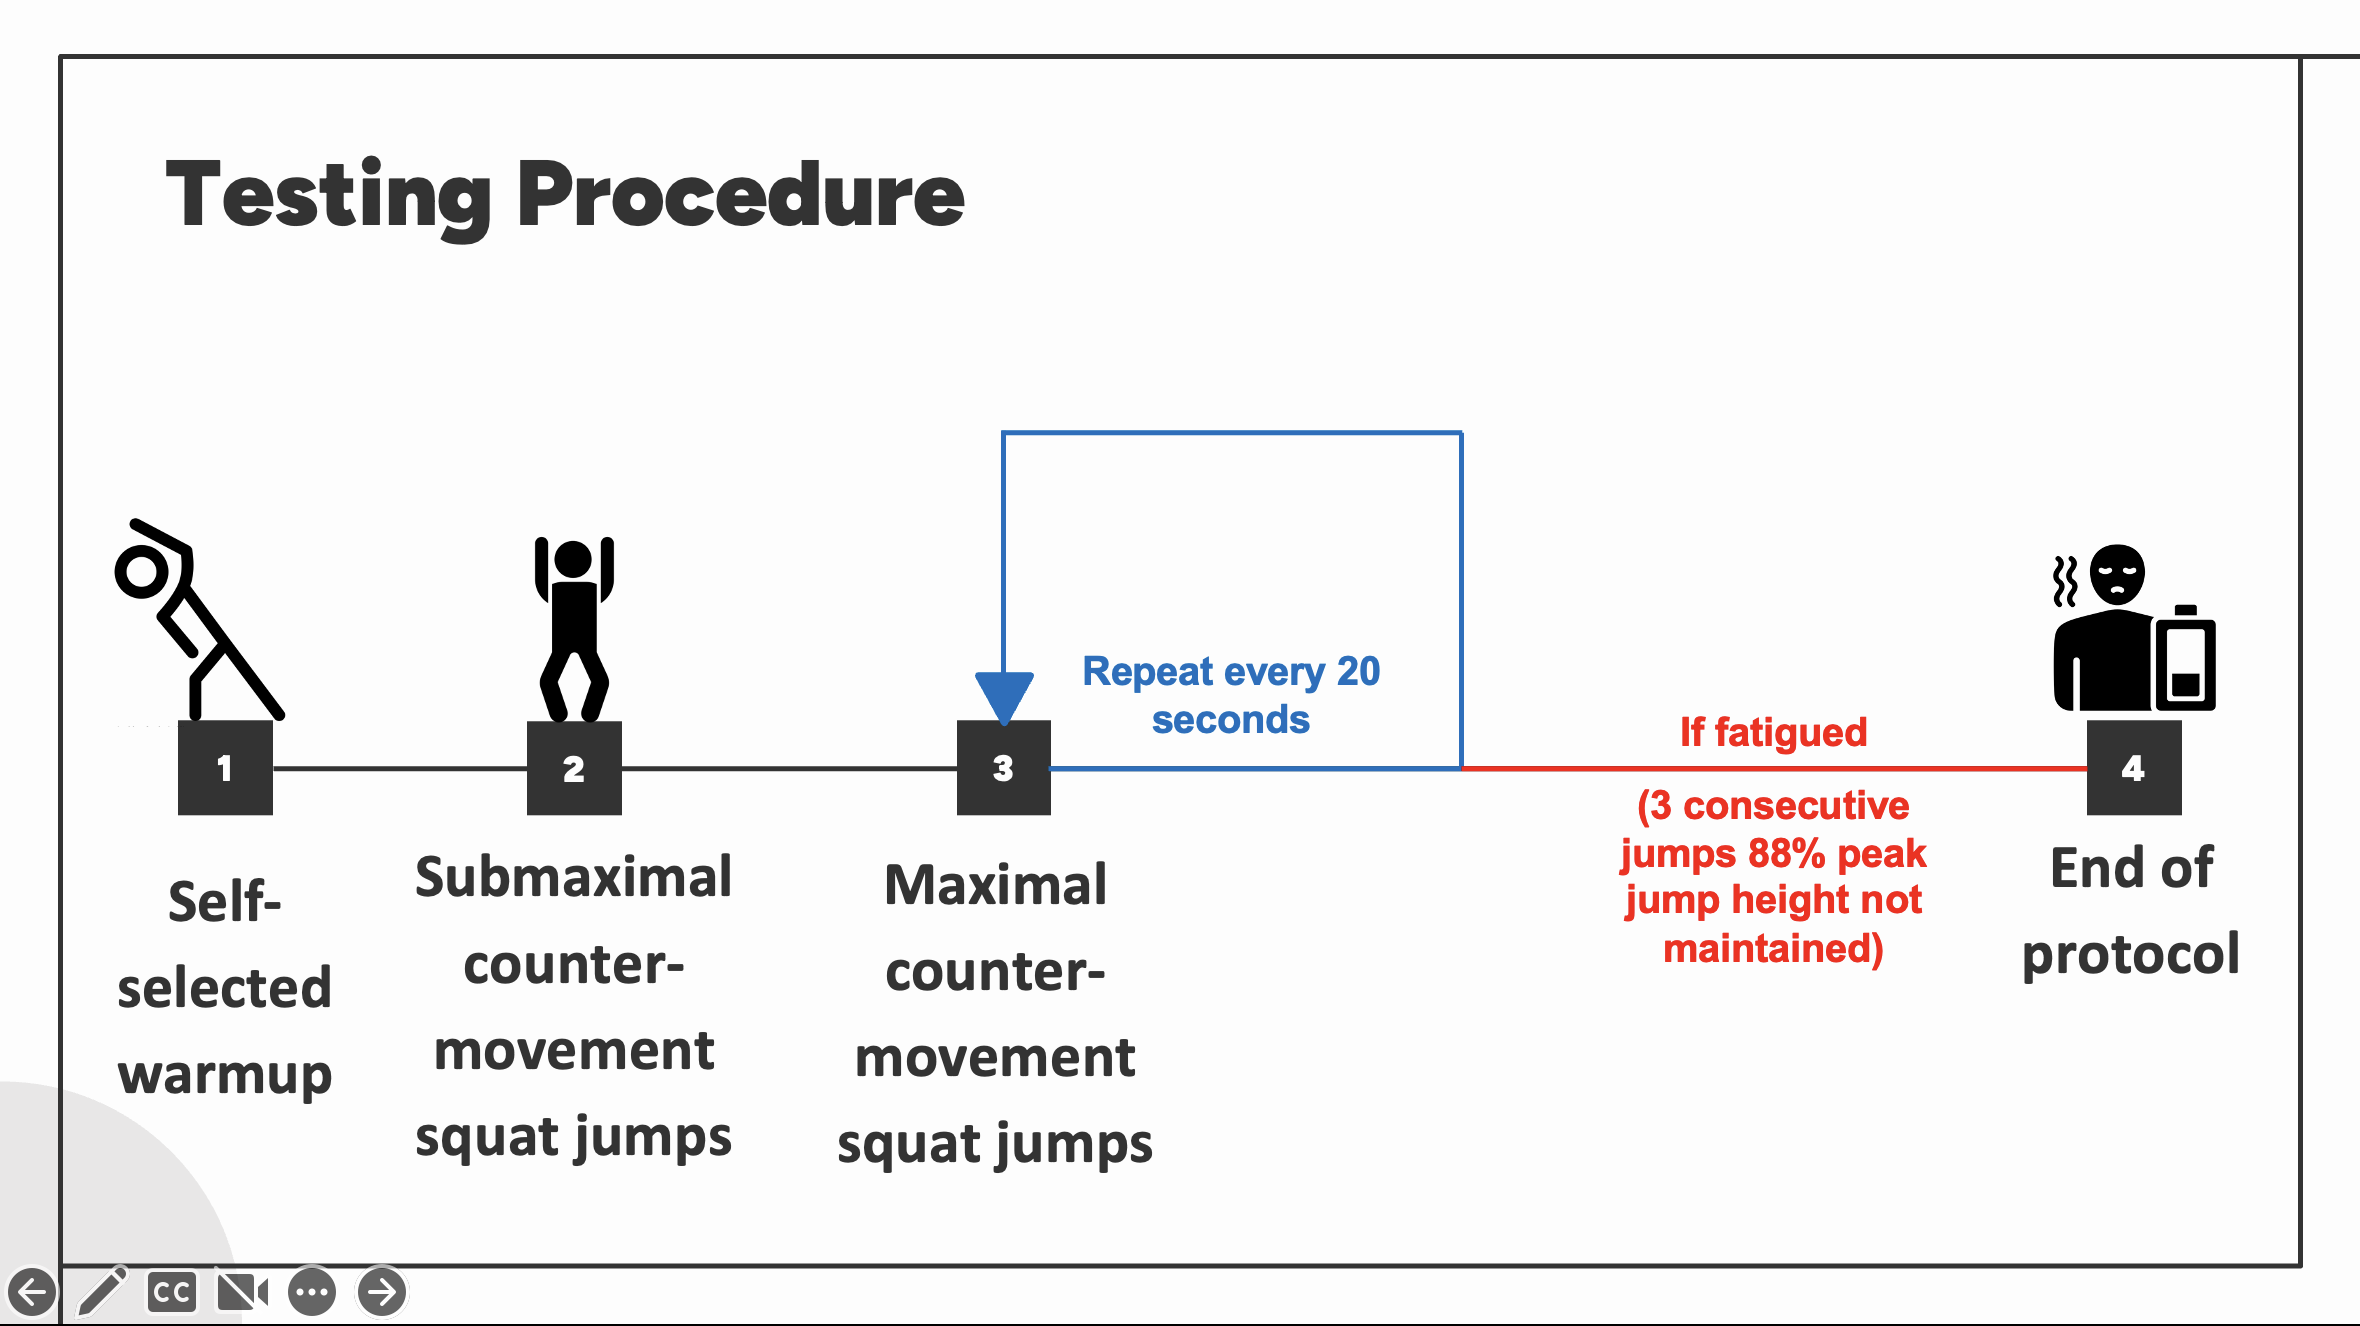 Testing Procedure
Repeat every 20
seconds
If fatigued
1
2
3
4
(3 consecutive
jumps 88% peak
jump height not
maintained)
Self-
selected
warmup
Submaximal
counter-
movement
squat jumps
Maximal
counter-
movement
squat jumps
End of
protocol
CC